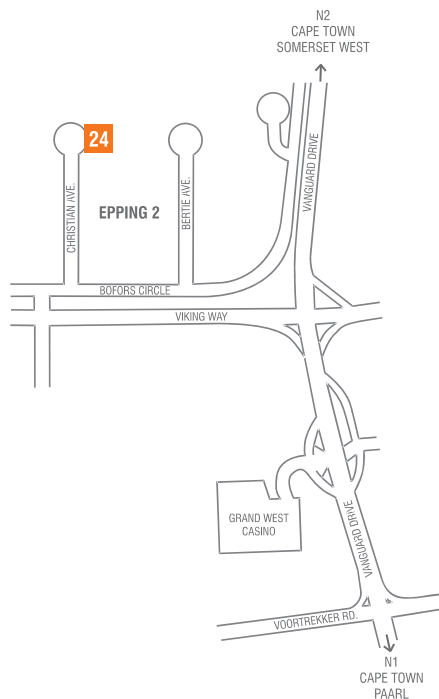 N2
CAPE TOWN
SOMERSET WEST
VANGUARD DRIVE
24
CHRISTIAN AVE.
EPPING 2
BERTIE AVE.
BOFORS CIRCLE
VIKING WAY
GRAND WEST
CASINO
VANGUARD DRIVE
VOORTREKKER RD.
N1
CAPE TOWN
PAARL